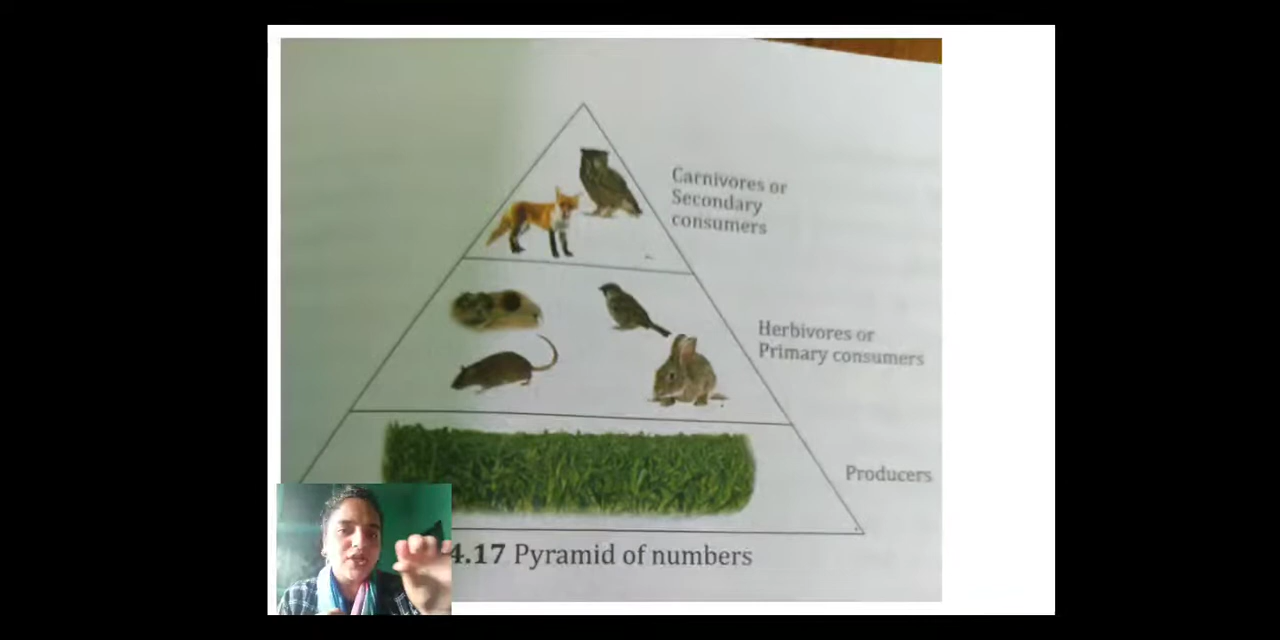 Carnivores or
Secondary
consumers
Herbivores or
Primary consumers
Producers
4.17 Pyramid of numbers